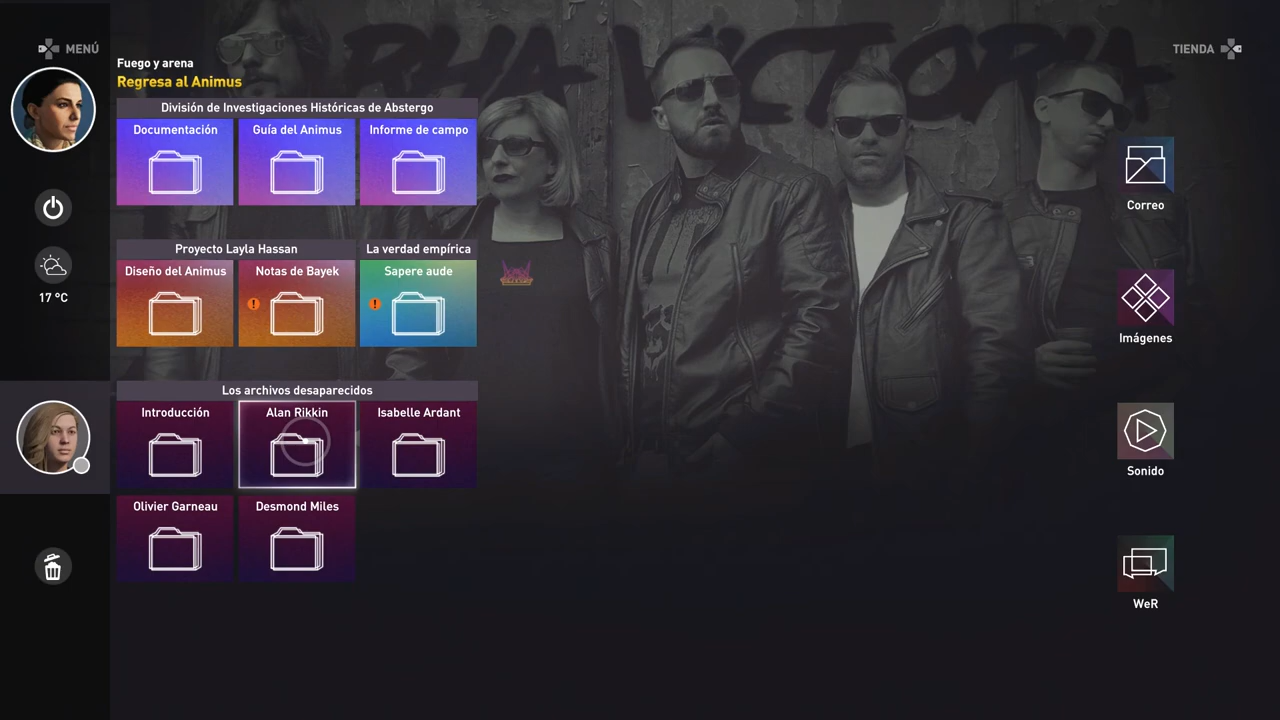 MENÚ
TIENDA
Fuego y arena
Regresa al Animus
División de Investigaciones Históricas de Abstergo
Documentación
Guía del Animus
Informe de campo
Correo
Proyecto Layla Hassan
La verdad empírica
Diseño del Animus
Notas de Bayek
Sapere aude
!
!
17 °C
Imágenes
Los archivos desaparecidos
Introducción
Alan Rikkin
Isabelle Ardant
Sonido
Olivier Garneau
Desmond Miles
WeR